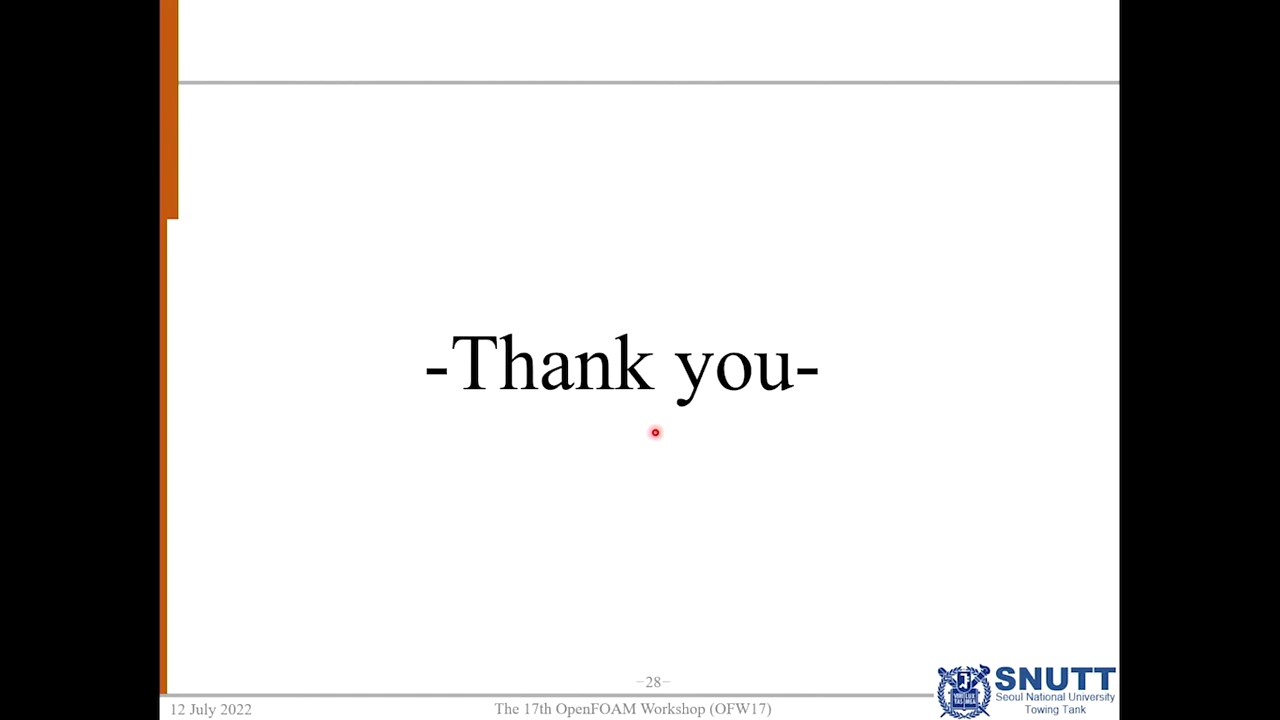 -Thank you-
–28–
12 July 2022
The 17th OpenFOAM Workshop (OFW17)
SNUTT
Seoul National University
Towing Tank